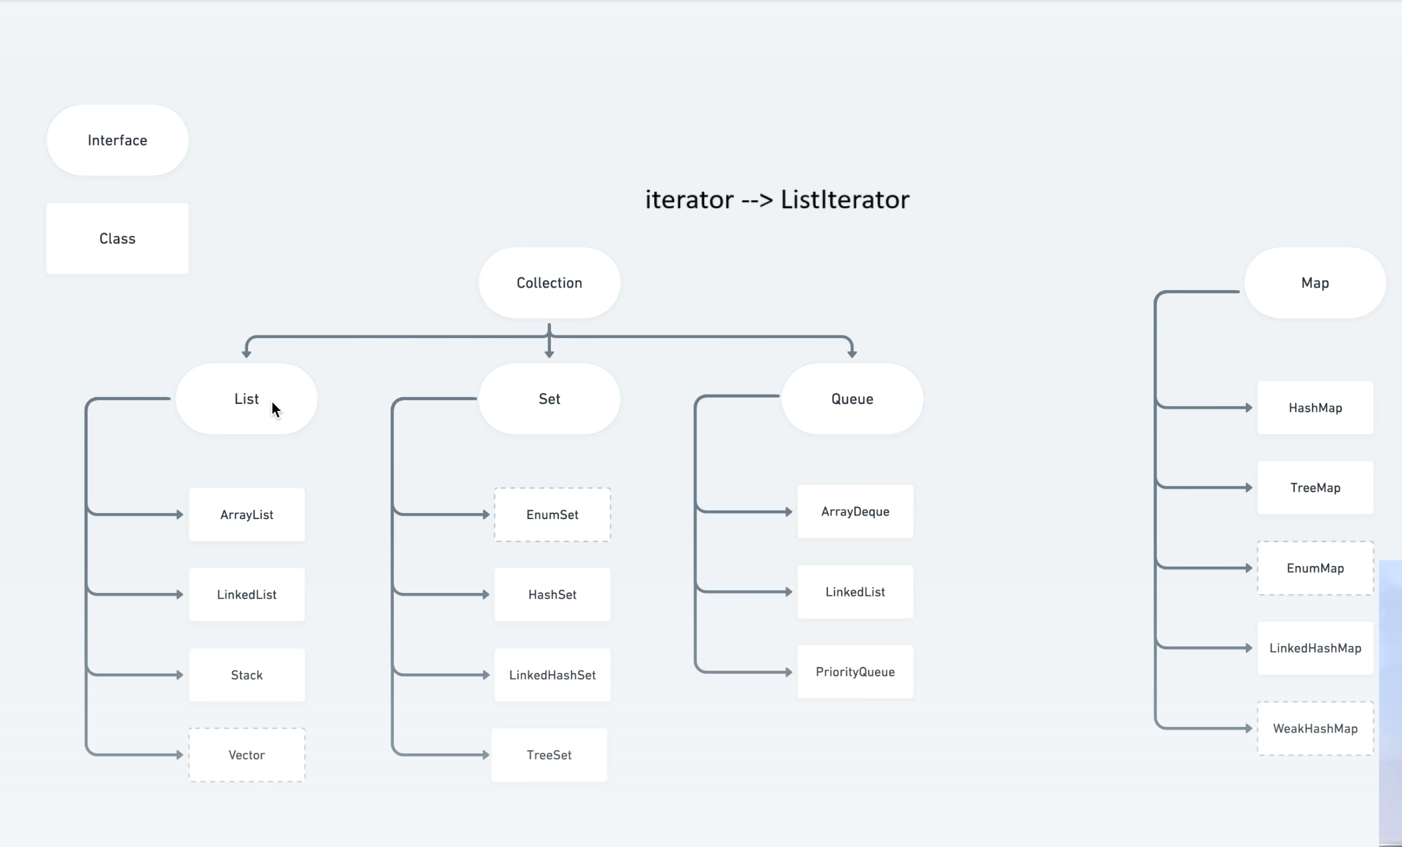 Interface
Class
iterator --> ListIterator
Collection
Map
List
Set
Queue
ArrayList
LinkedList
Stack
Vector
EnumSet
HashSet
LinkedHashSet
TreeSet
ArrayDeque
LinkedList
PriorityQueue
HashMap
TreeMap
EnumMap
LinkedHashMap
WeakHashMap